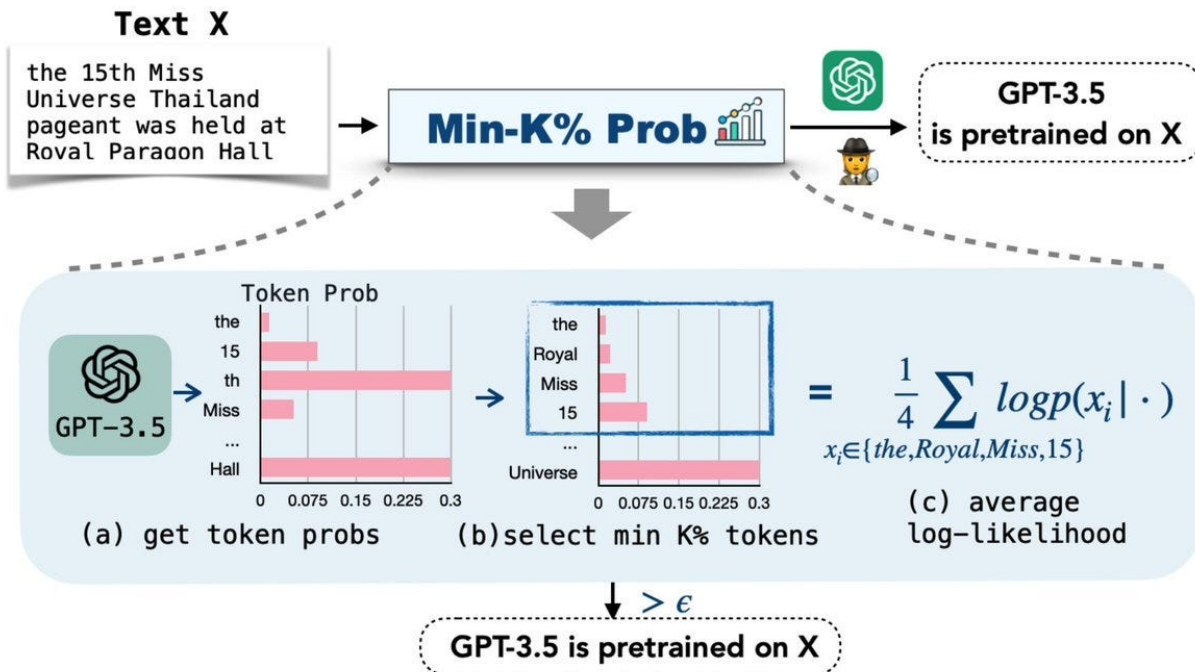 Text X
the 15th Miss
Universe Thailand
pageant was held at
Royal Paragon Hall
Min-K% Prob
GPT-3.5
is pretrained on X
GPT-3.5
Token Prob
the
15
th
Miss
...
Hall
0 0.075 0.15 0.225 0.3
(a) get token probs
the
Royal
Miss
15
...
Universe
0 0.075 0.15 0.225 0.3
(b)select min K% tokens
= 1/4 ∑ logp(xᵢ| · )
xᵢ∈{the,Royal,Miss,15}
(c) average
log-likelihood
> ϵ
GPT-3.5 is pretrained on X